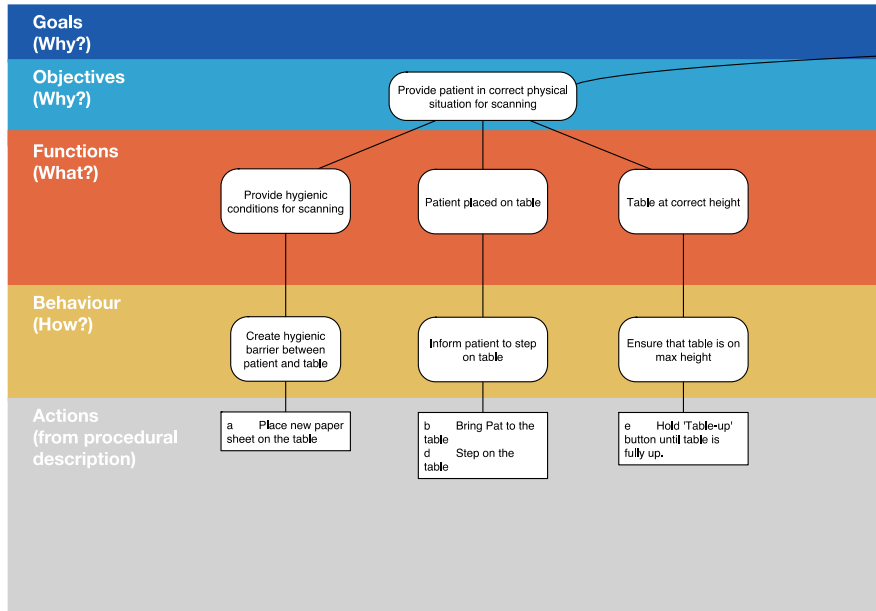 Goals
(Why?)
Objectives
(Why?)
Provide patient in correct physical
situation for scanning
Functions
(What?)
Provide hygienic
conditions for scanning
Patient placed on table
Table at correct height
Behaviour
(How?)
Create hygienic
barrier between
patient and table
Inform patient to step
on table
Ensure that table is on
max height
Actions
(from procedural
description)
a Place new paper
sheet on the table
b Bring Pat to the
table
d Step on the
table
e Hold 'Table-up'
button until table is
fully up.